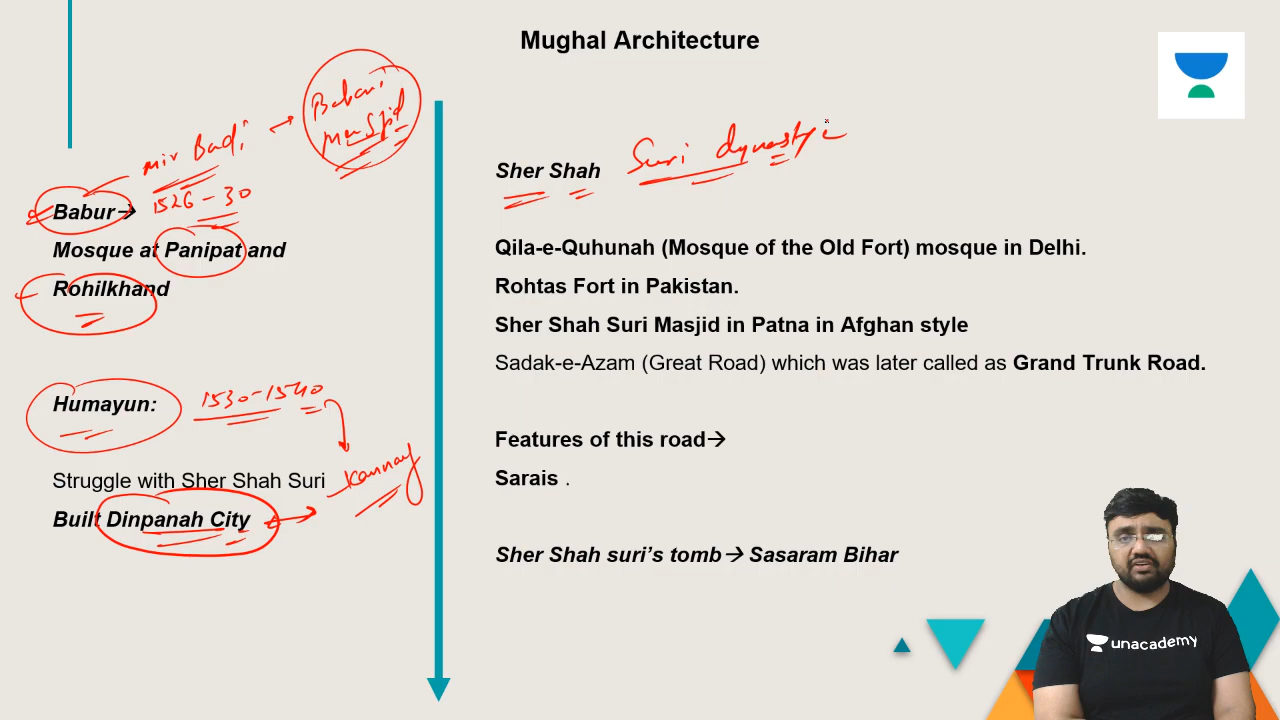 Mughal Architecture
Babari
masjid
mir Badi
Babur→ 1526-30
Mosque at Panipat and
Rohilkhand
Humayun: 1530-1540
Struggle with Sher Shah Suri
Built Dinpanah City
Sher Shah Suri dynasty
Qila-e-Quhunah (Mosque of the Old Fort) mosque in Delhi.
Rohtas Fort in Pakistan.
Sher Shah Suri Masjid in Patna in Afghan style
Sadak-e-Azam (Great Road) which was later called as Grand Trunk Road.
Features of this road→
Sarais .
Sher Shah suri's tomb→ Sasaram Bihar
unacademy